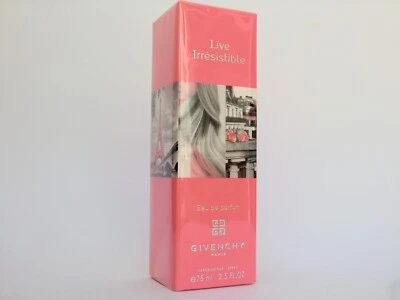 Live
Irrésistible
Eau de parfum
GIVENCHY
PARIS
℮75 ml 2.5 FL.OZ